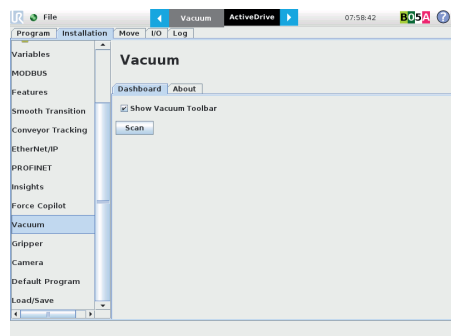 File
Vacuum
ActiveDrive
07:58:42
B05A
?
Program
Installation
Move
I/O
Log
Variables
MODBUS
Features
Smooth Transition
Conveyor Tracking
EtherNet/IP
PROFINET
Insights
Force Copilot
Vacuum
Gripper
Camera
Default Program
Load/Save
Vacuum
Dashboard
About
Show Vacuum Toolbar
Scan